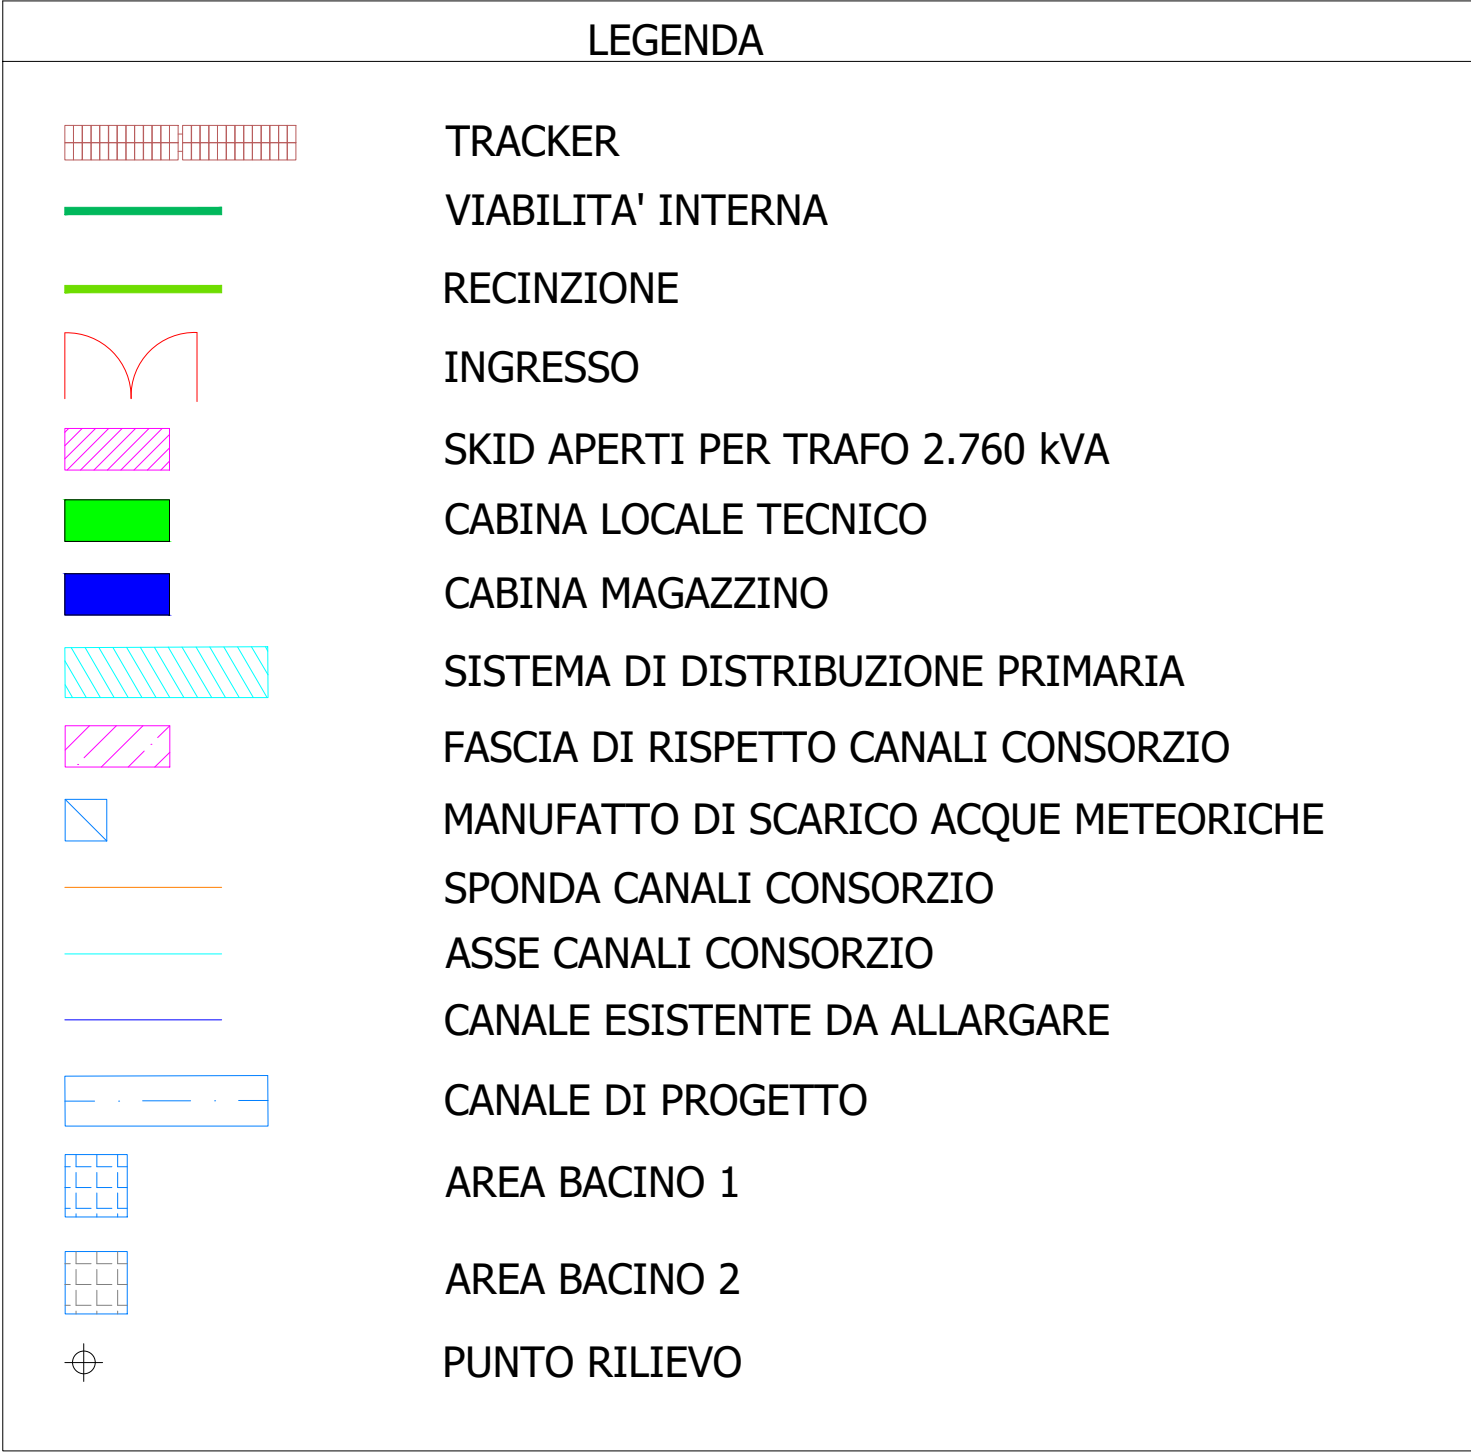 LEGENDA
TRACKER
VIABILITA' INTERNA
RECINZIONE
INGRESSO
SKID APERTI PER TRAFO 2.760 kVA
CABINA LOCALE TECNICO
CABINA MAGAZZINO
SISTEMA DI DISTRIBUZIONE PRIMARIA
FASCIA DI RISPETTO CANALI CONSORZIO
MANUFATTO DI SCARICO ACQUE METEORICHE
SPONDA CANALI CONSORZIO
ASSE CANALI CONSORZIO
CANALE ESISTENTE DA ALLARGARE
CANALE DI PROGETTO
AREA BACINO 1
AREA BACINO 2
PUNTO RILIEVO